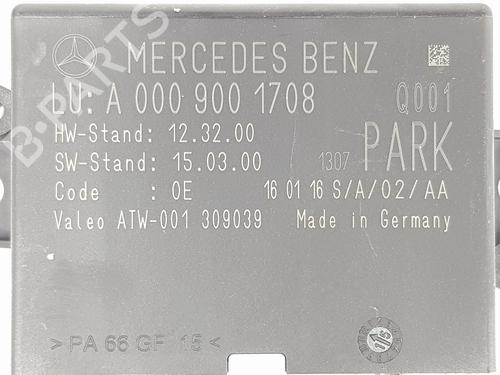 MERCEDES BENZ
LU: A 000 900 1708 Q001
HW-Stand: 12.32.00
SW-Stand: 15.03.00 1307 PARK
Code : 0E 16 01 16 S/A/02/AA
Valeo ATW-001 309039 Made in Germany
>PA 66 GF 15<
B-PARTS